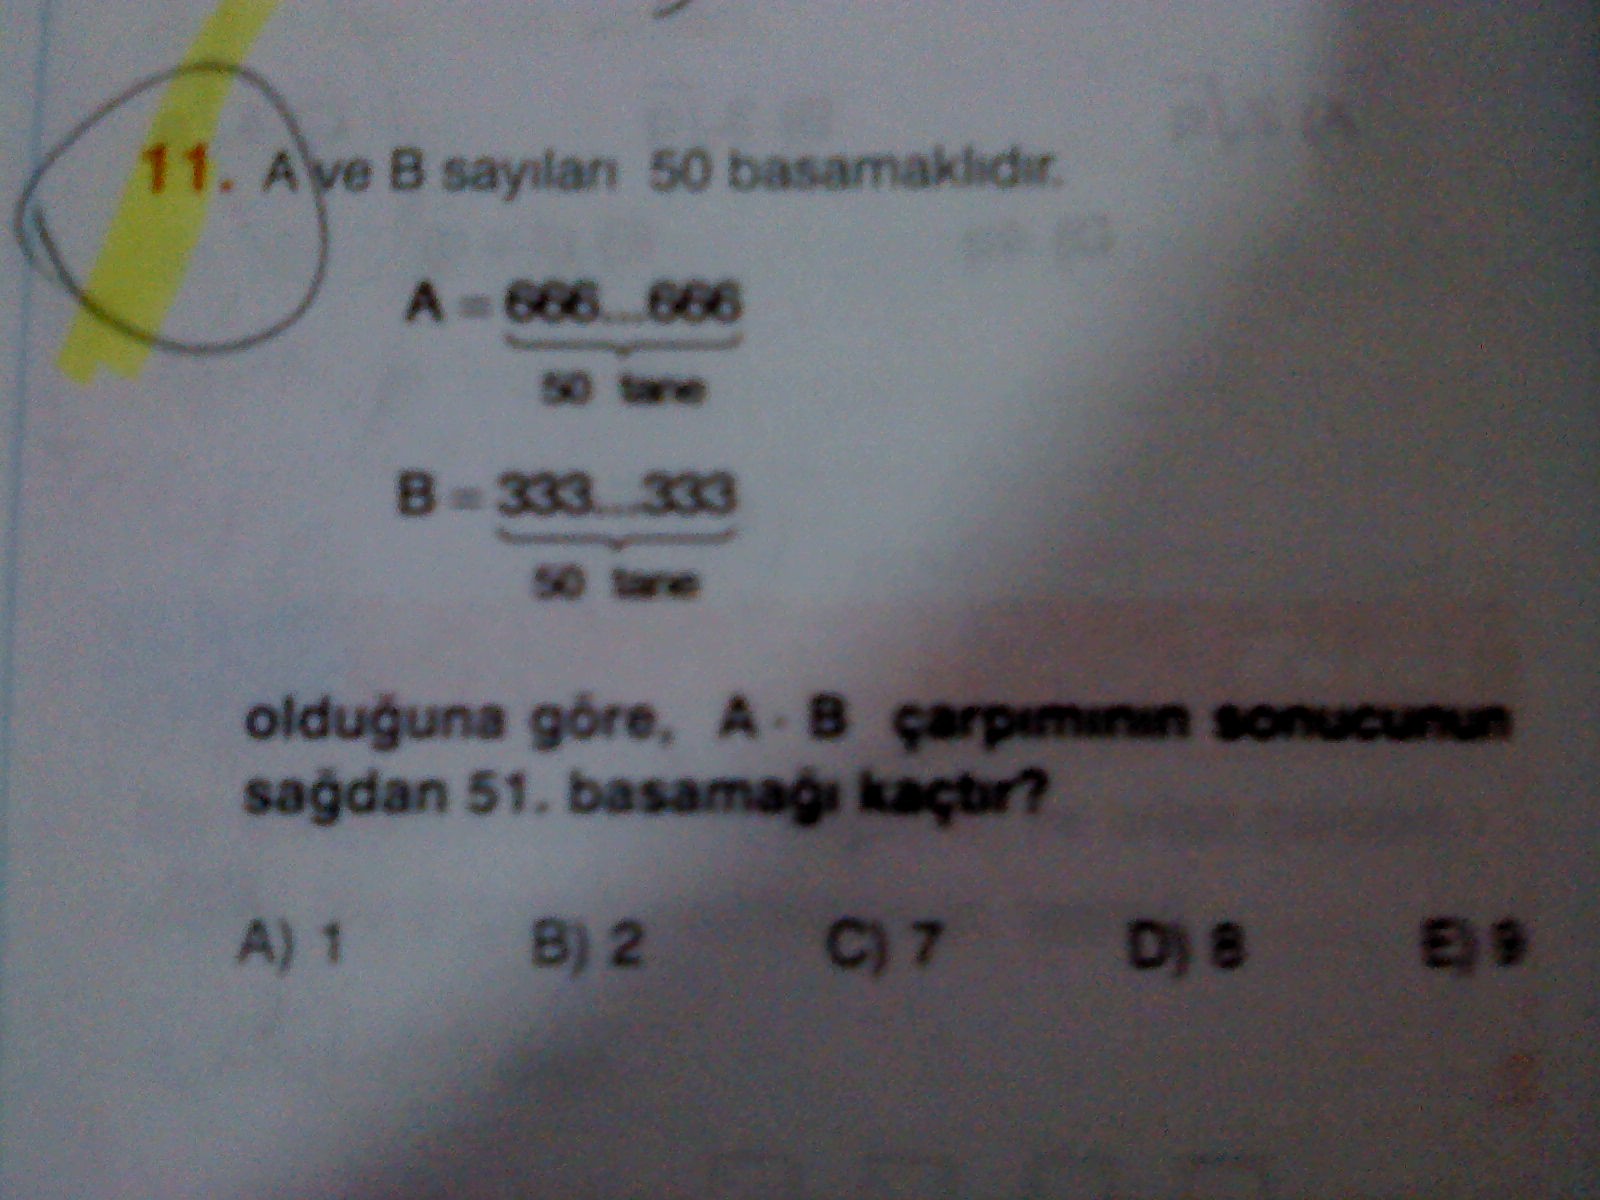 11. A ve B sayıları 50 basamaklıdır.
A = 666...666
50 tane
B = 333...333
50 tane
olduğuna göre, A · B çarpımının sonucunun
sağdan 51. basamağı kaçtır?
A) 1 B) 2 C) 7 D) 8 E) 9